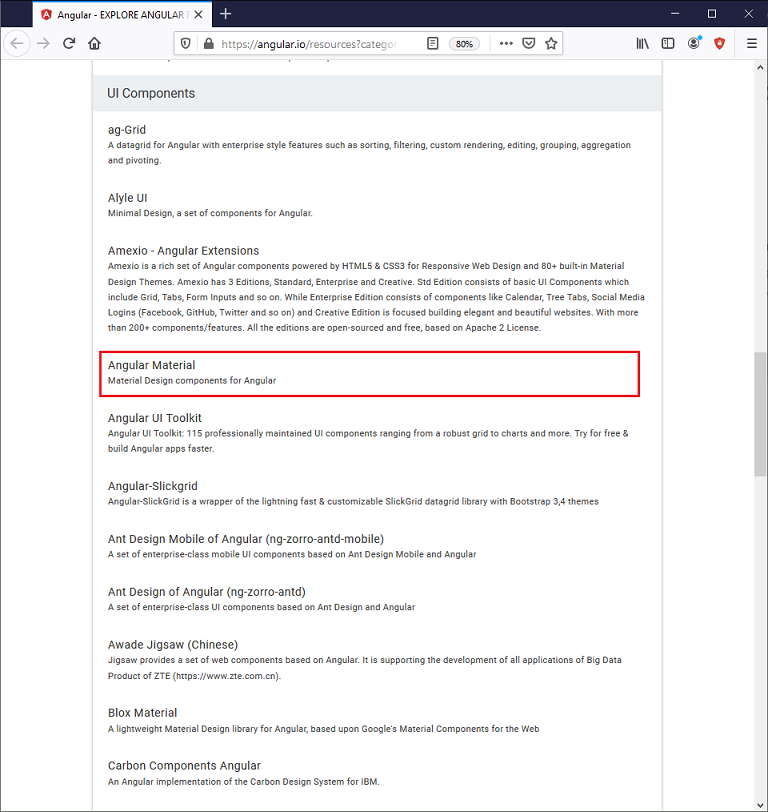 Angular - EXPLORE ANGULAR
https://angular.io/resources?catego
80%
UI Components
ag-Grid
A datagrid for Angular with enterprise style features such as sorting, filtering, custom rendering, editing, grouping, aggregation
and pivoting.
Alyle UI
Minimal Design, a set of components for Angular.
Amexio - Angular Extensions
Amexio is a rich set of Angular components powered by HTML5 & CSS3 for Responsive Web Design and 80+ built-in Material
Design Themes. Amexio has 3 Editions, Standard, Enterprise and Creative. Std Edition consists of basic UI Components which
include Grid, Tabs, Form Inputs and so on. While Enterprise Edition consists of components like Calendar, Tree Tabs, Social Media
Logins (Facebook, GitHub, Twitter and so on) and Creative Edition is focused building elegant and beautiful websites. With more
than 200+ components/features. All the editions are open-sourced and free, based on Apache 2 License.
Angular Material
Material Design components for Angular
Angular UI Toolkit
Angular UI Toolkit: 115 professionally maintained UI components ranging from a robust grid to charts and more. Try for free &
build Angular apps faster.
Angular-Slickgrid
Angular-SlickGrid is a wrapper of the lightning fast & customizable SlickGrid datagrid library with Bootstrap 3,4 themes
Ant Design Mobile of Angular (ng-zorro-antd-mobile)
A set of enterprise-class mobile UI components based on Ant Design Mobile and Angular
Ant Design of Angular (ng-zorro-antd)
A set of enterprise-class UI components based on Ant Design and Angular
Awade Jigsaw (Chinese)
Jigsaw provides a set of web components based on Angular. It is supporting the development of all applications of Big Data
Product of ZTE (https://www.zte.com.cn).
Blox Material
A lightweight Material Design library for Angular, based upon Google's Material Components for the Web
Carbon Components Angular
An Angular implementation of the Carbon Design System for IBM.